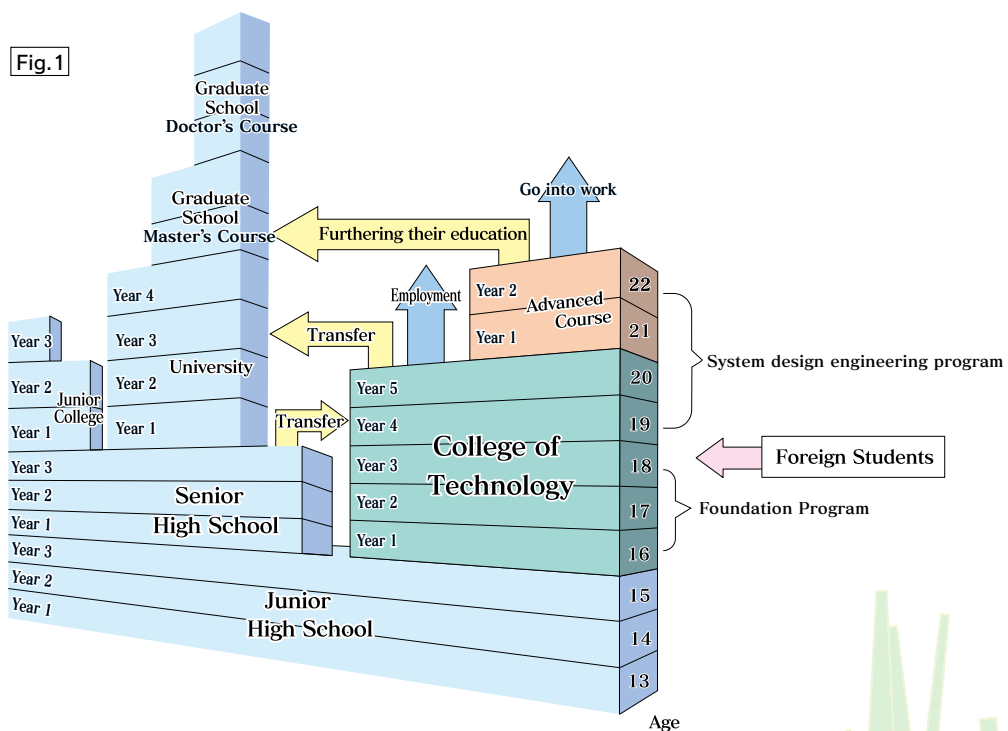 Fig.1
Graduate
School
Doctor's Course
Graduate
School
Master's Course
Furthering their education
Go into work
Employment
Year 4
Year 3
Year 2
Year 1
University
Transfer
Year 3
Year 2
Year 1
Junior
College
Transfer
Year 2
Year 1
Advanced
Course
22
21
System design engineering program
Year 5
Year 4
Year 3
Year 2
Year 1
College of
Technology
20
19
18
17
16
Foreign Students
Foundation Program
Year 3
Year 2
Year 1
Senior
High School
Year 3
Year 2
Year 1
Junior
High School
15
14
13
Age